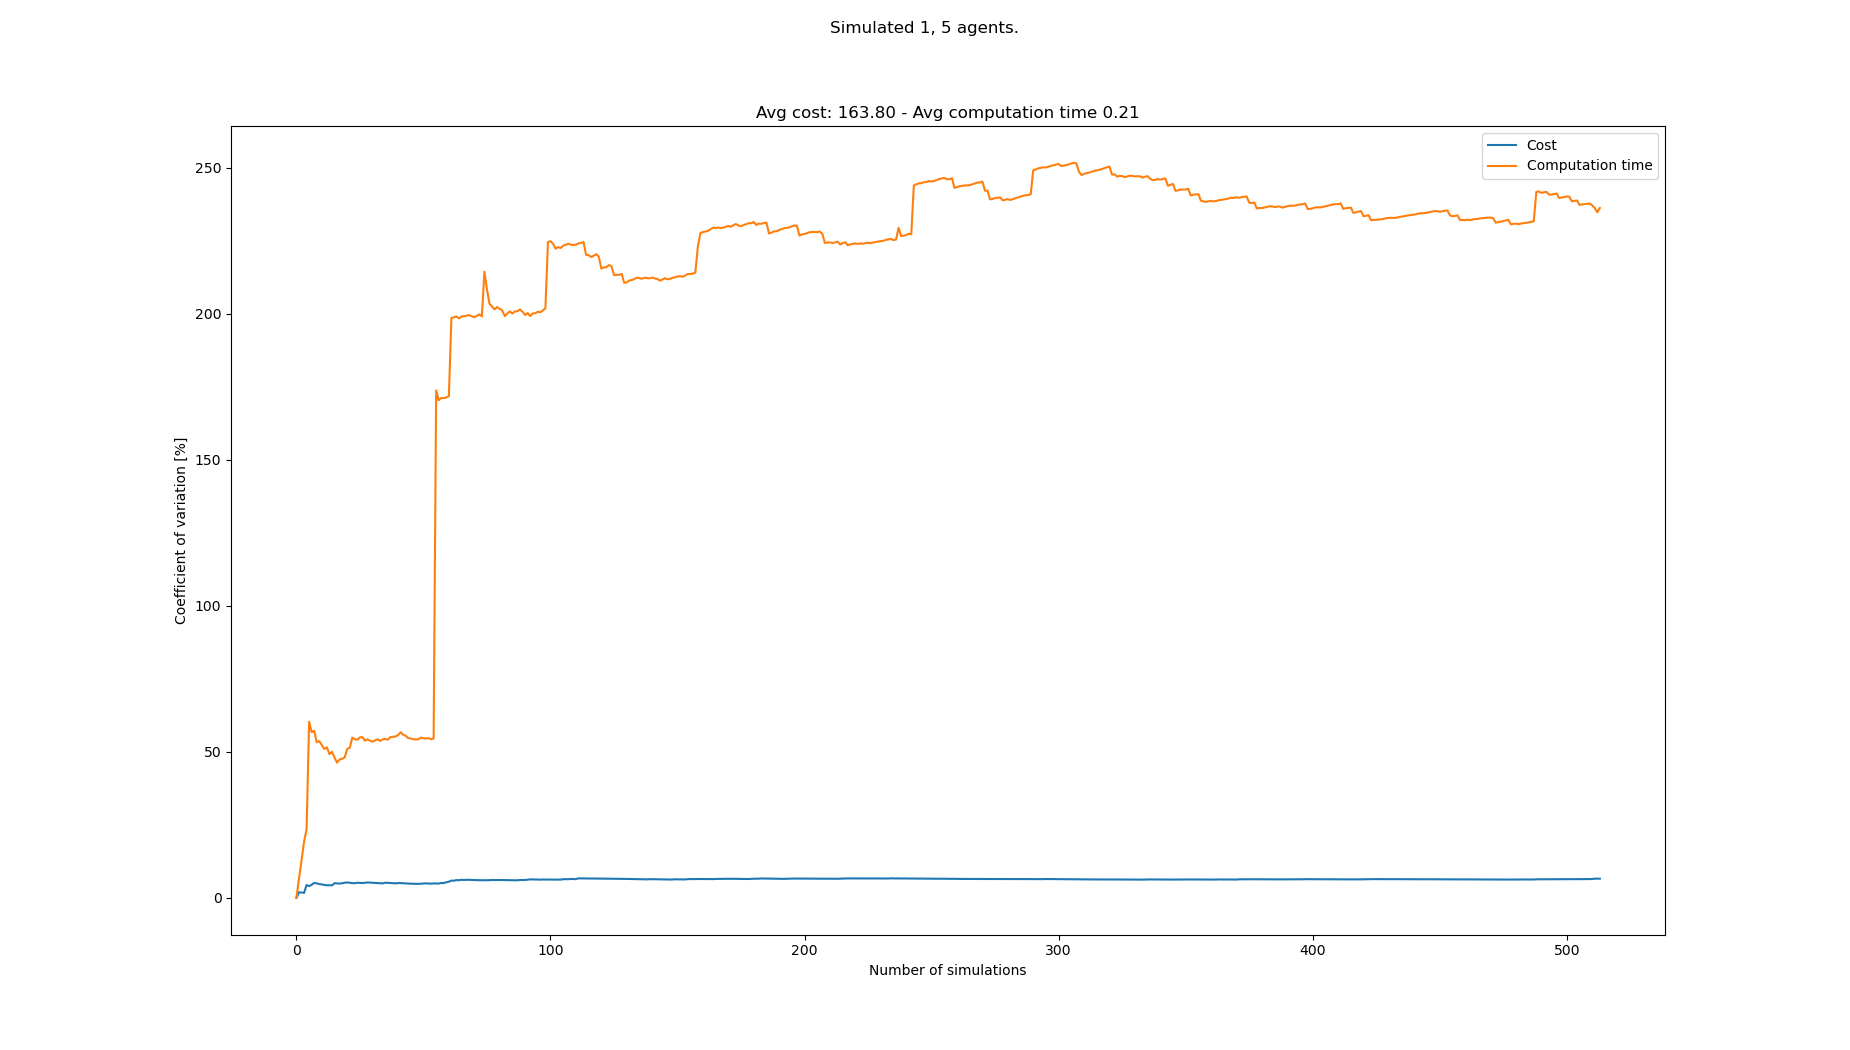 Simulated 1, 5 agents.
Avg cost: 163.80 - Avg computation time 0.21
Cost
Computation time
250
200
150
100
50
0
Coefficient of variation [%]
0 100 200 300 400 500
Number of simulations